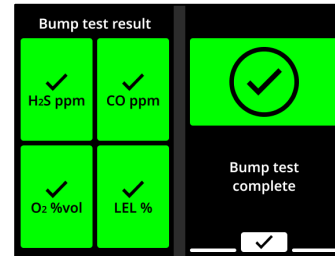 Bump test result
H2S ppm
CO ppm
O2 %vol
LEL %
Bump test
complete